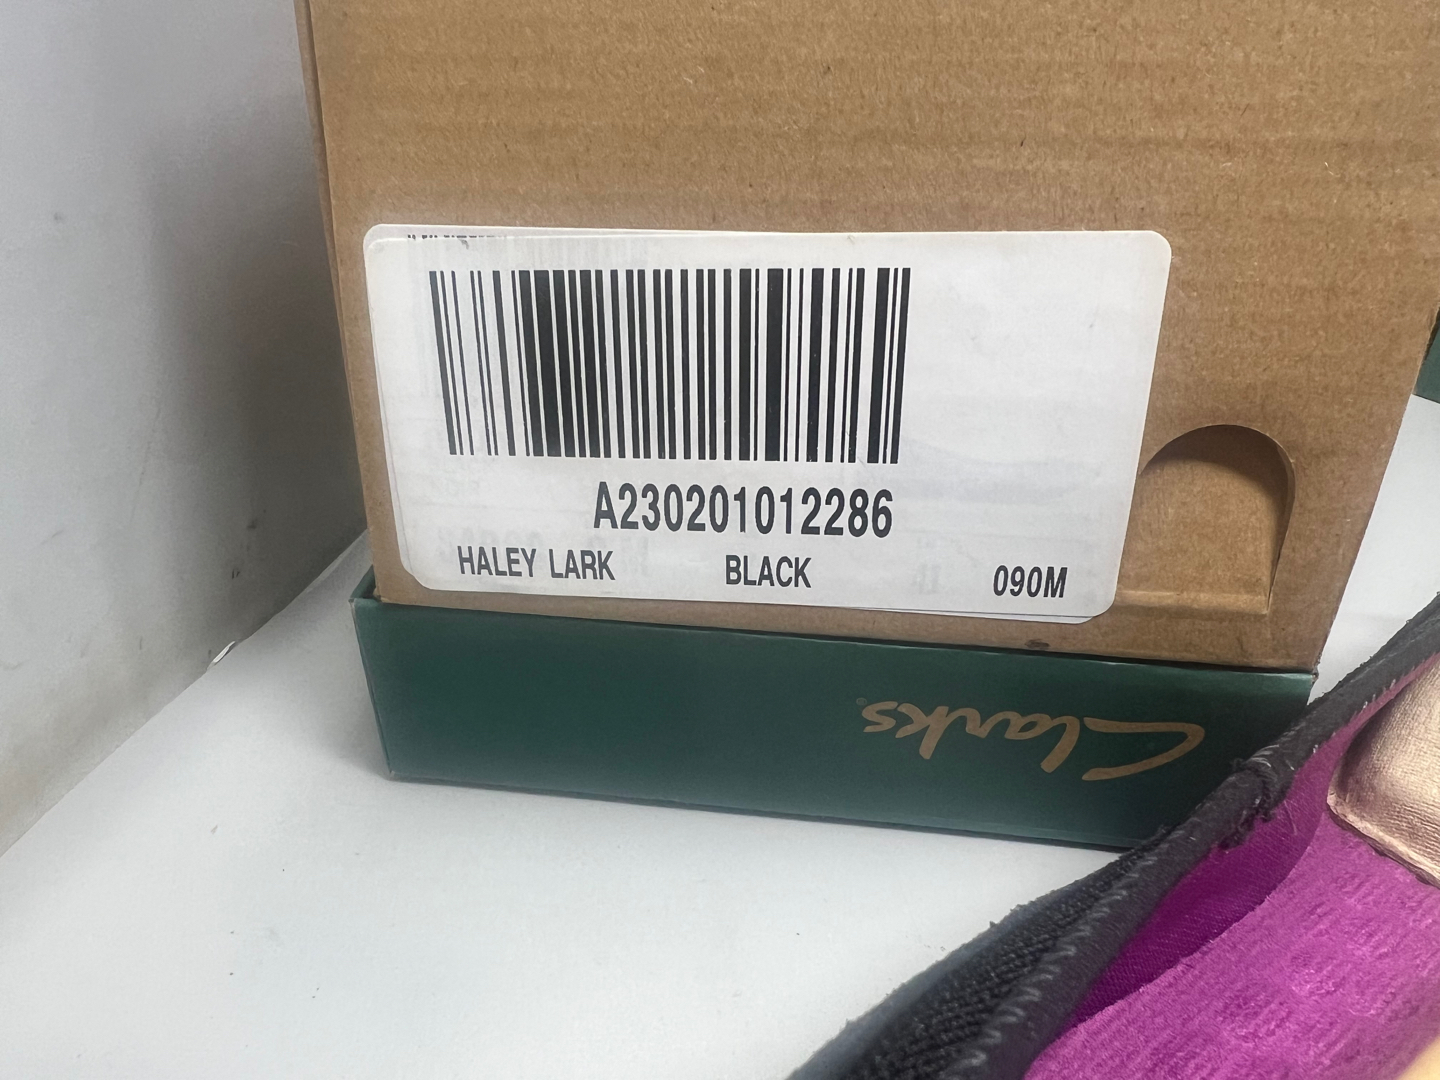 A230201012286
HALEY LARK BLACK 090M
Clarks®